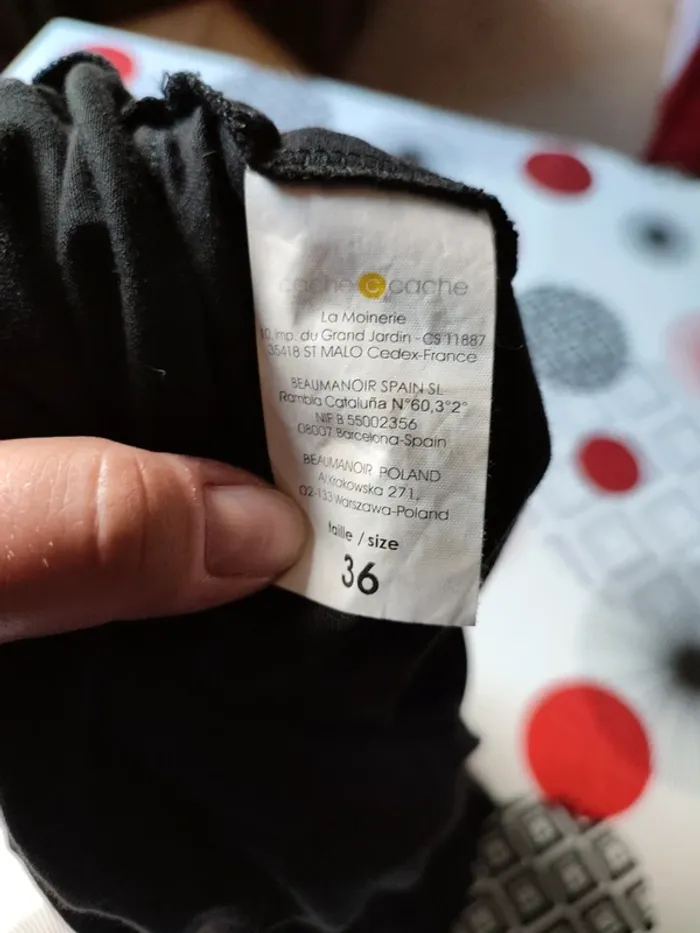 cache c cache
La Moinerie
10, imp. du Grand Jardin - CS 11887
35418 ST MALO Cedex-France
BEAUMANOIR SPAIN SL
Rambla Cataluña N°60,3°2°
NIF B 55002356
08007 Barcelona-Spain
BEAUMANOIR POLAND
Al Krakowska 271,
02-133 Warszawa-Poland
taille / size
36